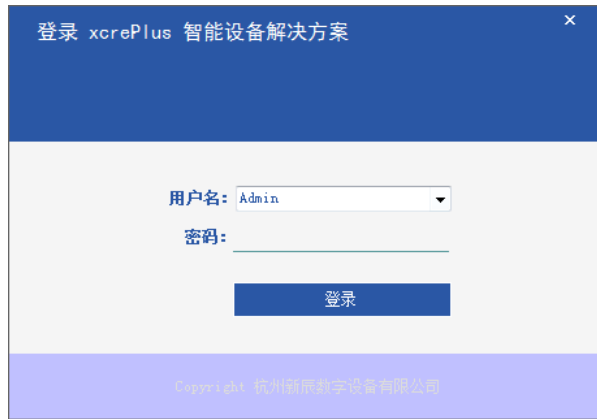 登录 xcrePlus 智能设备解决方案
×
用户名: Admin
密码:
登录
Copyright 杭州新辰数字设备有限公司